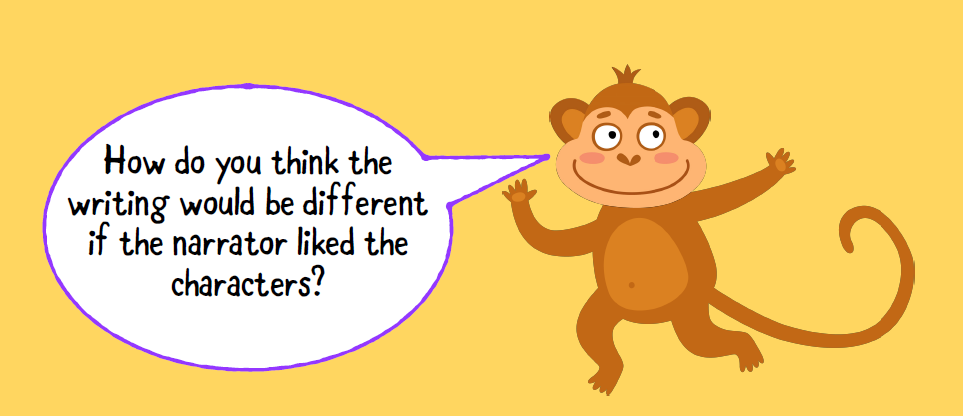 How do you think the
writing would be different
if the narrator liked the
characters?